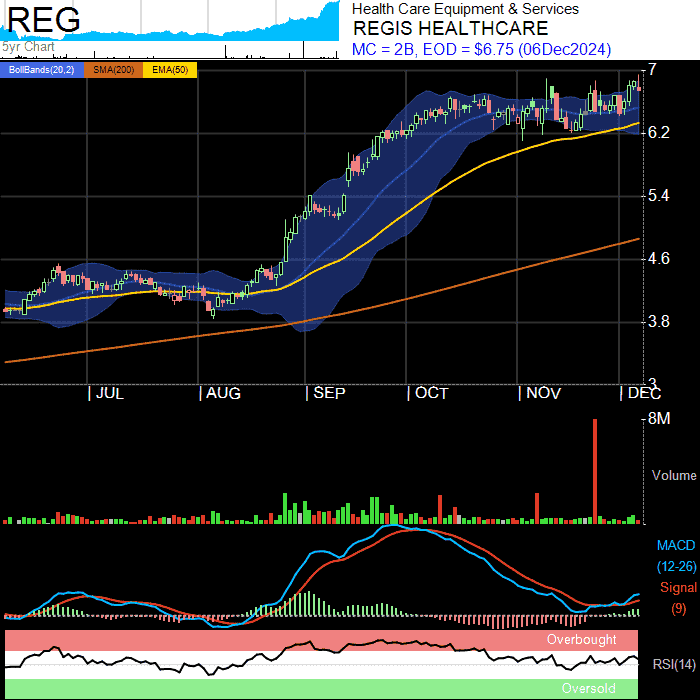 REG
5yr Chart
Health Care Equipment & Services
REGIS HEALTHCARE
MC = 2B, EOD = $6.75 (06Dec2024)
BollBands(20,2) SMA(200) EMA(50)
7
6.2
5.4
4.6
3.8
3
JUL AUG SEP OCT NOV DEC
8M
Volume
MACD
(12-26)
Signal
(9)
Overbought
RSI(14)
Oversold